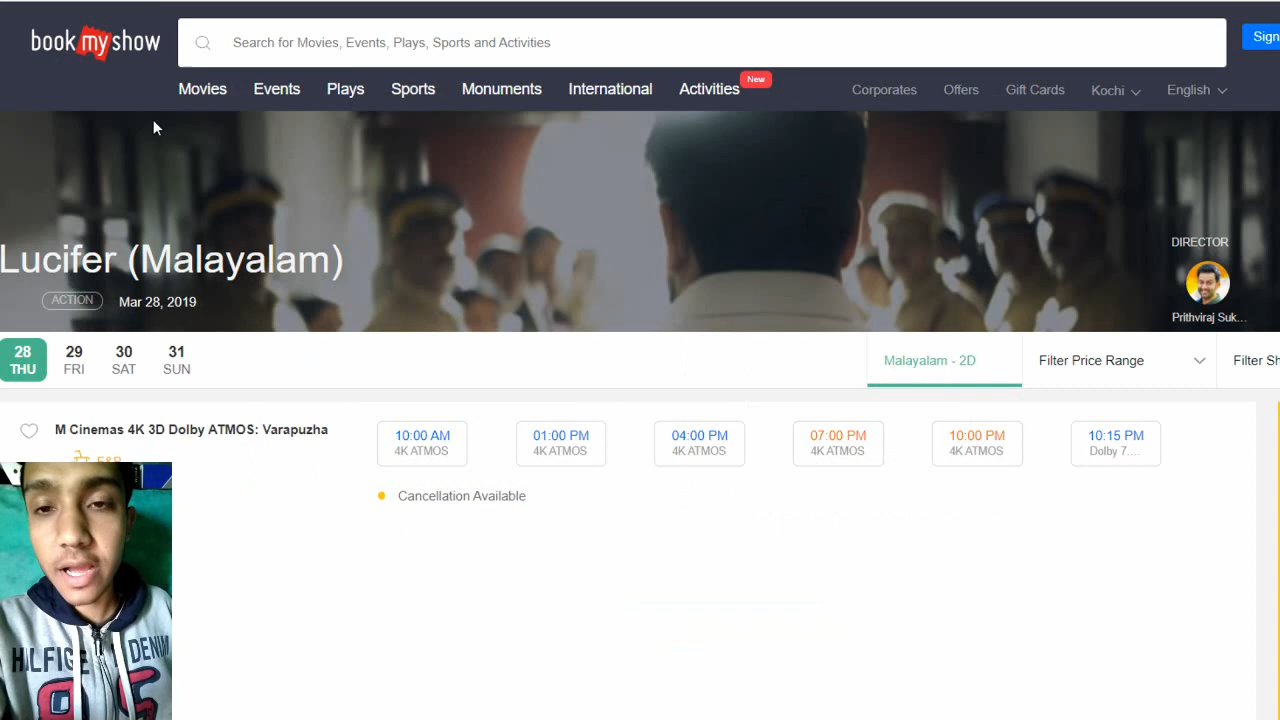 bookmyshow
Search for Movies, Events, Plays, Sports and Activities
Sign
Movies Events Plays Sports Monuments International Activities New
Corporates Offers Gift Cards Kochi English
Lucifer (Malayalam)
ACTION Mar 28, 2019
DIRECTOR
Prithviraj Suk...
28 29 30 31
THU FRI SAT SUN
Malayalam - 2D Filter Price Range Filter Sh
M Cinemas 4K 3D Dolby ATMOS: Varapuzha
F&B
10:00 AM 01:00 PM 04:00 PM 07:00 PM 10:00 PM 10:15 PM
4K ATMOS 4K ATMOS 4K ATMOS 4K ATMOS 4K ATMOS Dolby 7....
Cancellation Available
HILFIGE DENIM